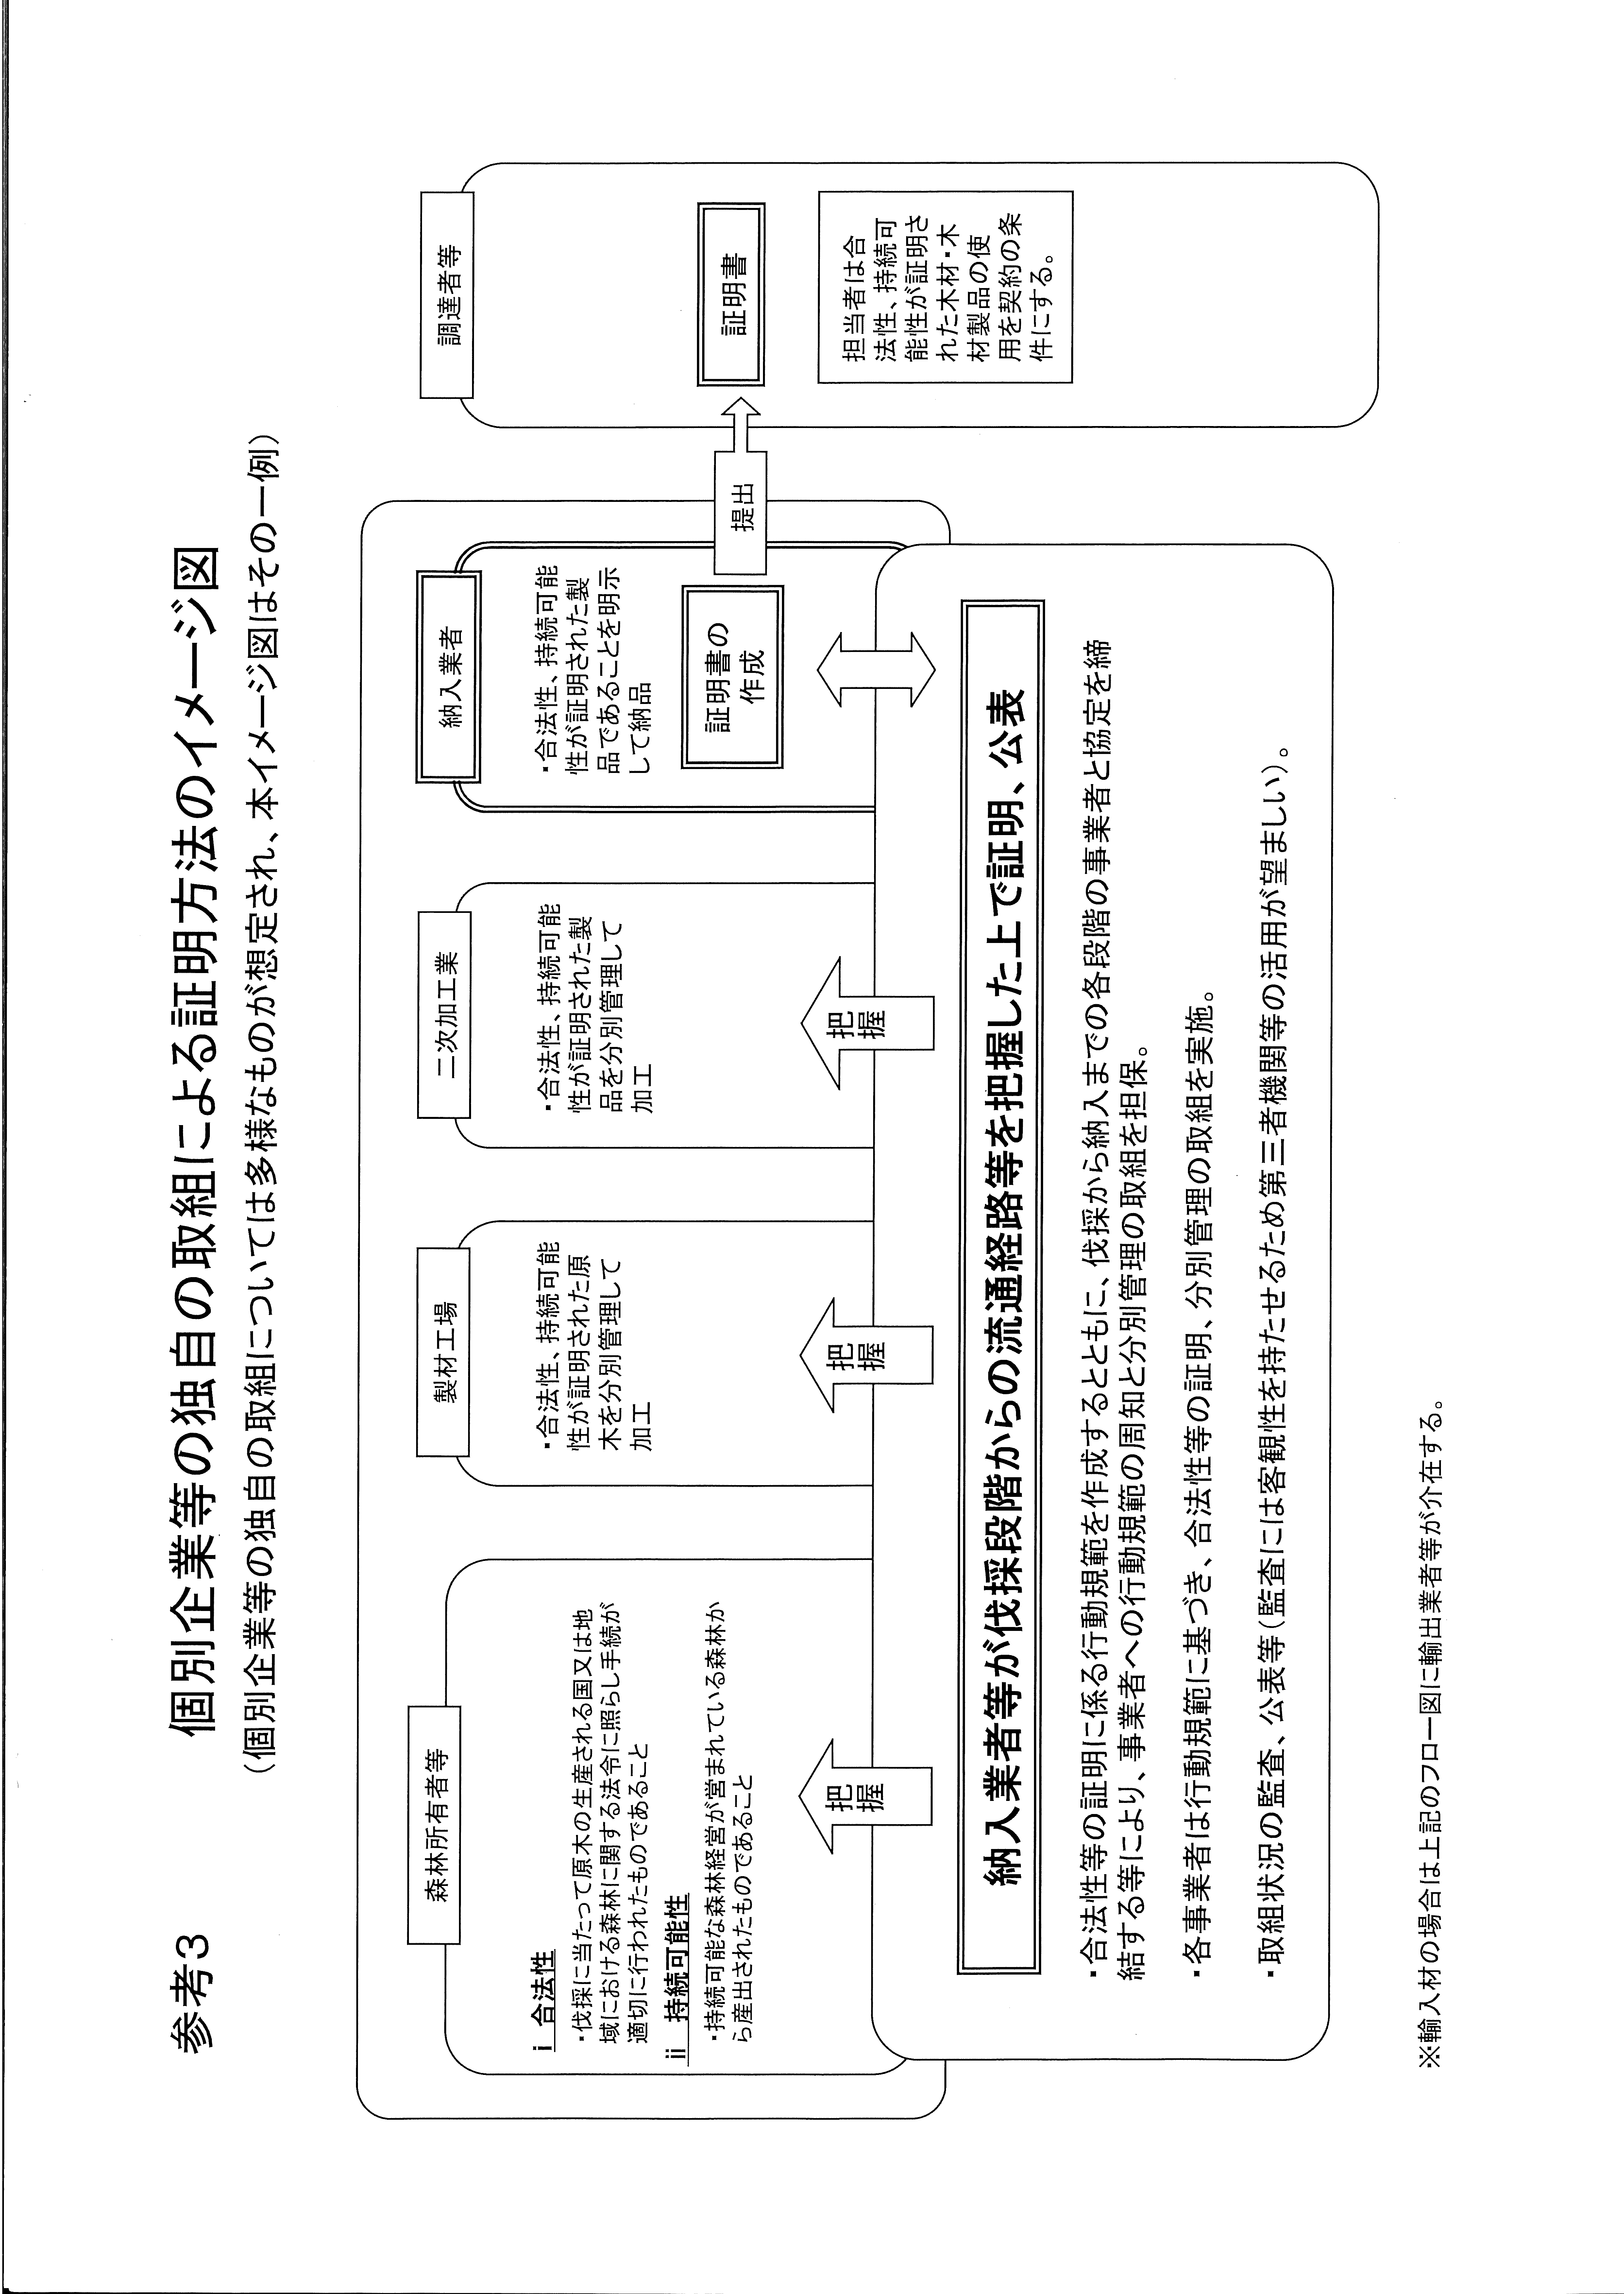 参考3　個別企業等の独自の取組による証明方法のイメージ図
（個別企業等の独自の取組については多様なものが想定され、本イメージ図はその一例）
森林所有者等
ⅰ　合法性
・伐採に当たって原木の生産される国又は地
域における森林に関する法令に照らし手続が
適切に行われたものであること
ⅱ　持続可能性
・持続可能な森林経営が営まれている森林か
ら産出されたものであること
把
握
製材工場
・合法性、持続可能
性が証明された原
木を分別管理して
加工
把
握
二次加工業
・合法性、持続可能
性が証明された製
品を分別管理して
加工
把
握
納入業者
・合法性、持続可能
性が証明された製
品であることを明示
して納品
証明書の
作成
提出
調達者等
証明書
担当者は合
法性、持続可
能性が証明さ
れた木材・木
材製品の使
用を契約の条
件にする。
納入業者等が伐採段階からの流通経路等を把握した上で証明、公表
・合法性等の証明に係る行動規範を作成するとともに、伐採から納入までの各段階の事業者と協定を締
結する等により、事業者への行動規範の周知と分別管理の取組を担保。
・各事業者は行動規範に基づき、合法性等の証明、分別管理の取組を実施。
・取組状況の監査、公表等（監査には客観性を持たせるため第三者機関等の活用が望ましい）。
※輸入材の場合は上記のフロー図に輸出業者等が介在する。